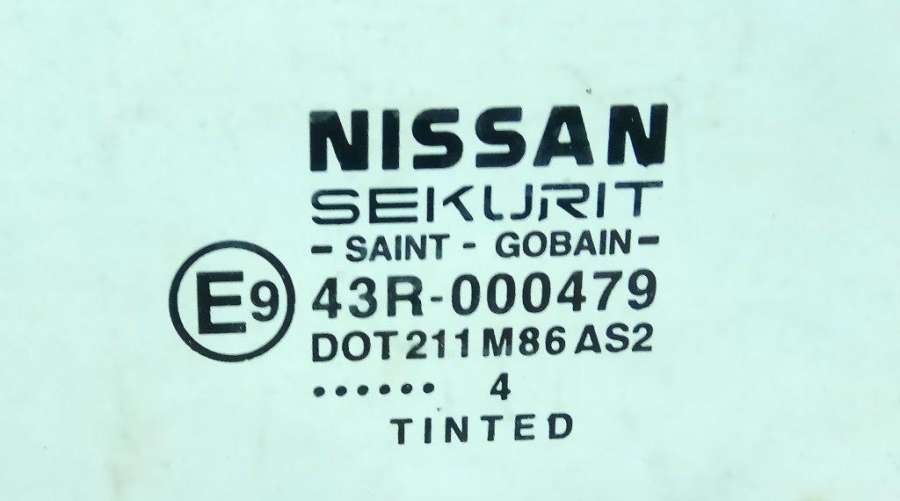 NISSAN
SEKURIT
- SAINT - GOBAIN -
E9 43R-000479
DOT 211 M86 AS2
...... 4
TINTED